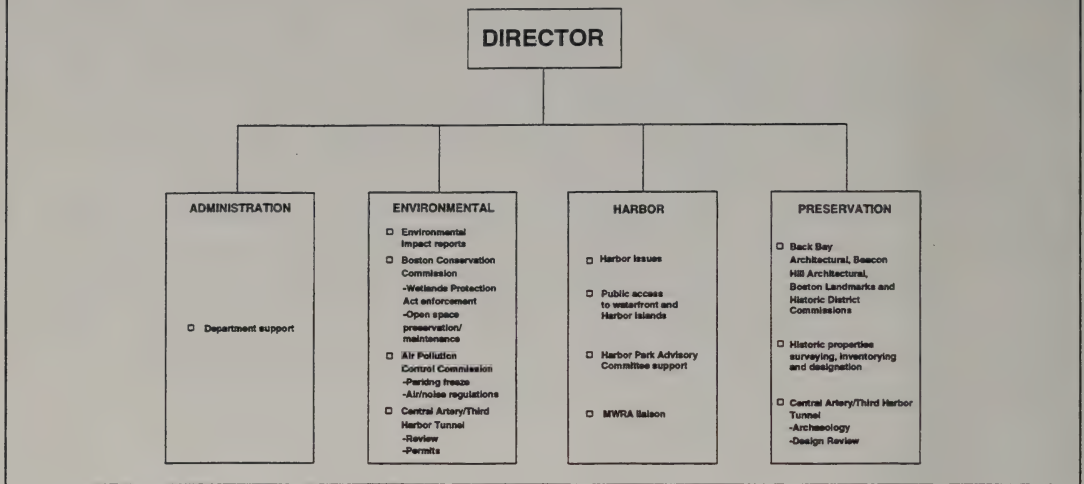 DIRECTOR
ADMINISTRATION
Department support
ENVIRONMENTAL
Environmental
Impact reports
Boston Conservation
Commission
-Wetlands Protection
Act enforcement
-Open space
preservation/
maintenance
Air Pollution
Control Commission
-Parking freeze
-Air/noise regulations
Central Artery/Third
Harbor Tunnel
-Review
-Permits
HARBOR
Harbor Issues
Public access
to waterfront and
Harbor Islands
Harbor Park Advisory
Committee support
MWRA liaison
PRESERVATION
Back Bay
Architectural, Beacon
Hill Architectural,
Boston Landmarks and
Historic District
Commissions
Historic properties
surveying, inventorying
and designation
Central Artery/Third Harbor
Tunnel
-Archaeology
-Design Review